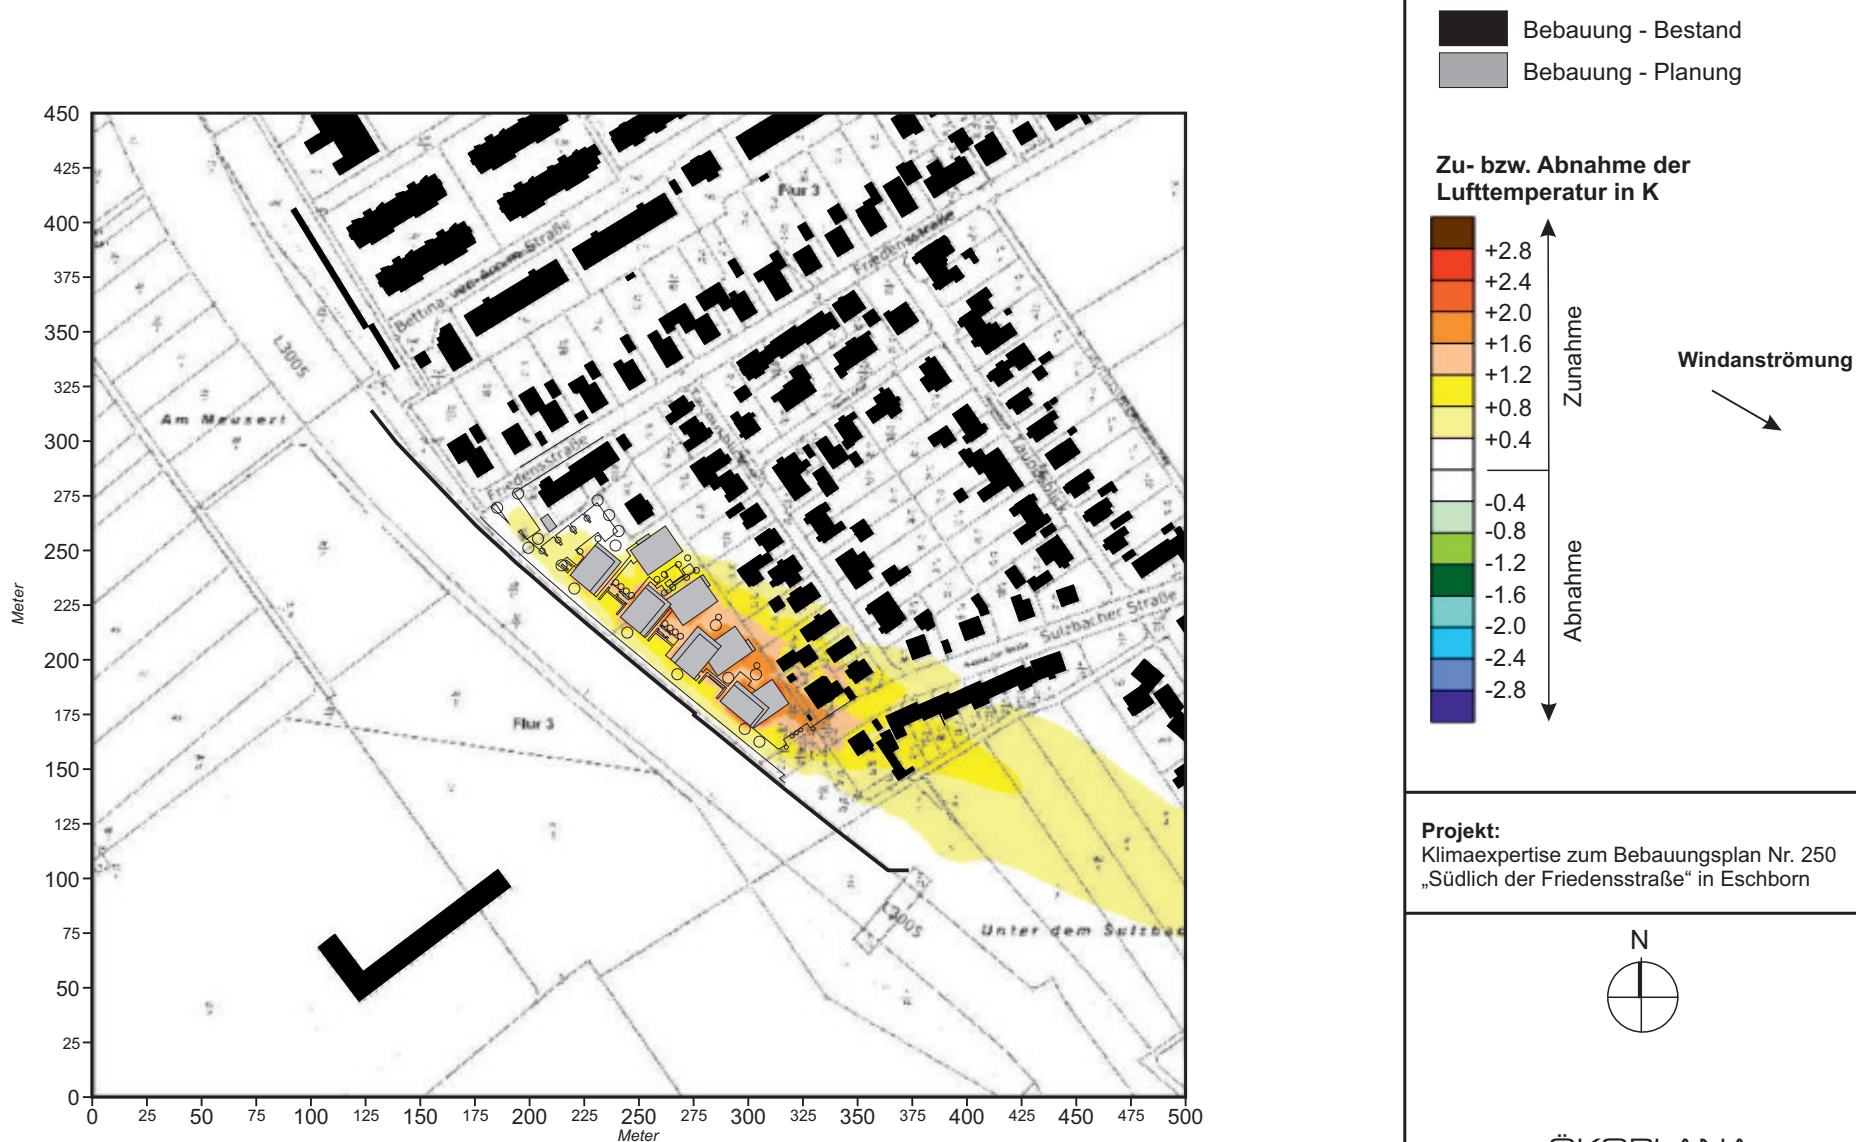 Bebauung - Bestand
Bebauung - Planung
Zu- bzw. Abnahme der
Lufttemperatur in K
+2.8
+2.4
+2.0
+1.6
+1.2
+0.8
+0.4
-0.4
-0.8
-1.2
-1.6
-2.0
-2.4
-2.8
Zunahme
Abnahme
Windanströmung
Projekt:
Klimaexpertise zum Bebauungsplan Nr. 250
„Südlich der Friedensstraße“ in Eschborn
N
ÖKOPLANA
450
425
400
375
350
325
300
275
250
225
200
175
150
125
100
75
50
25
0
Meter
0 25 50 75 100 125 150 175 200 225 250 275 300 325 350 375 400 425 450 475 500
Meter
Flur 3
Friedensstraße
Bettina-von-Arnim-Straße
L3005
Am Meusert
Friedensstraße
Sulzbacher Straße
Flur 3
L3005
Unter dem Sulzbac